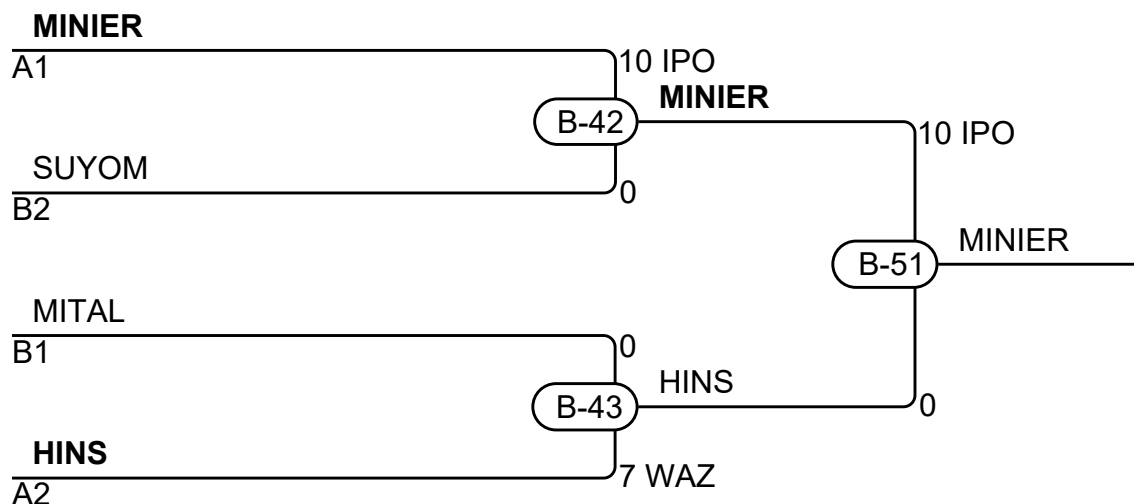 MINIER
A1
10 IPO
B-42
MINIER
SUYOM
B2
0
10 IPO
B-51
MINIER
MITAL
B1
0
B-43
HINS
0
HINS
A2
7 WAZ